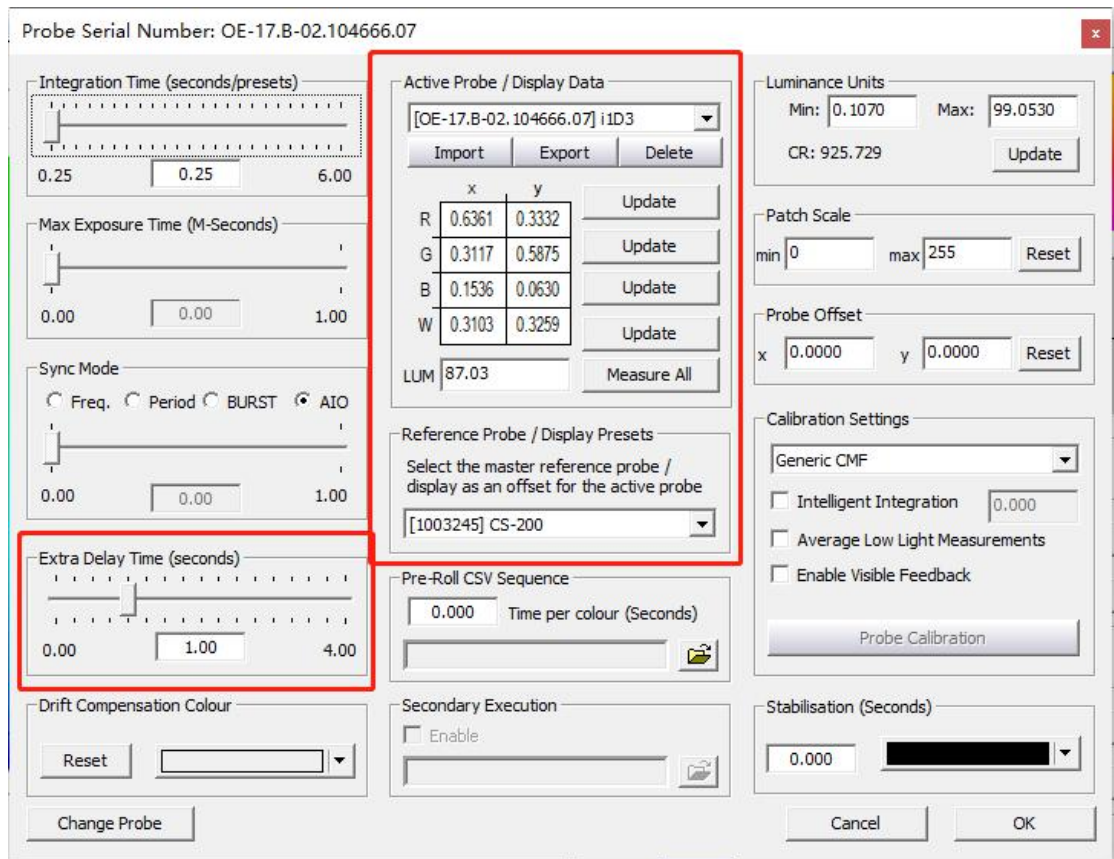 Probe Serial Number: OE-17.B-02.104666.07
x
Integration Time (seconds/presets)
0.25 0.25 6.00
Max Exposure Time (M-Seconds)
0.00 0.00 1.00
Sync Mode
Freq. Period BURST AIO
0.00 0.00 1.00
Extra Delay Time (seconds)
0.00 1.00 4.00
Drift Compensation Colour
Reset
Change Probe
Active Probe / Display Data
[OE-17.B-02.104666.07] i1D3
Import Export Delete
x y
R 0.6361 0.3332 Update
G 0.3117 0.5875 Update
B 0.1536 0.0630 Update
W 0.3103 0.3259 Update
LUM 87.03 Measure All
Reference Probe / Display Presets
Select the master reference probe /
display as an offset for the active probe
[1003245] CS-200
Pre-Roll CSV Sequence
0.000 Time per colour (Seconds)
Secondary Execution
Enable
Luminance Units
Min: 0.1070 Max: 99.0530
CR: 925.729 Update
Patch Scale
min 0 max 255 Reset
Probe Offset
x 0.0000 y 0.0000 Reset
Calibration Settings
Generic CMF
Intelligent Integration 0.000
Average Low Light Measurements
Enable Visible Feedback
Probe Calibration
Stabilisation (Seconds)
0.000
Cancel OK